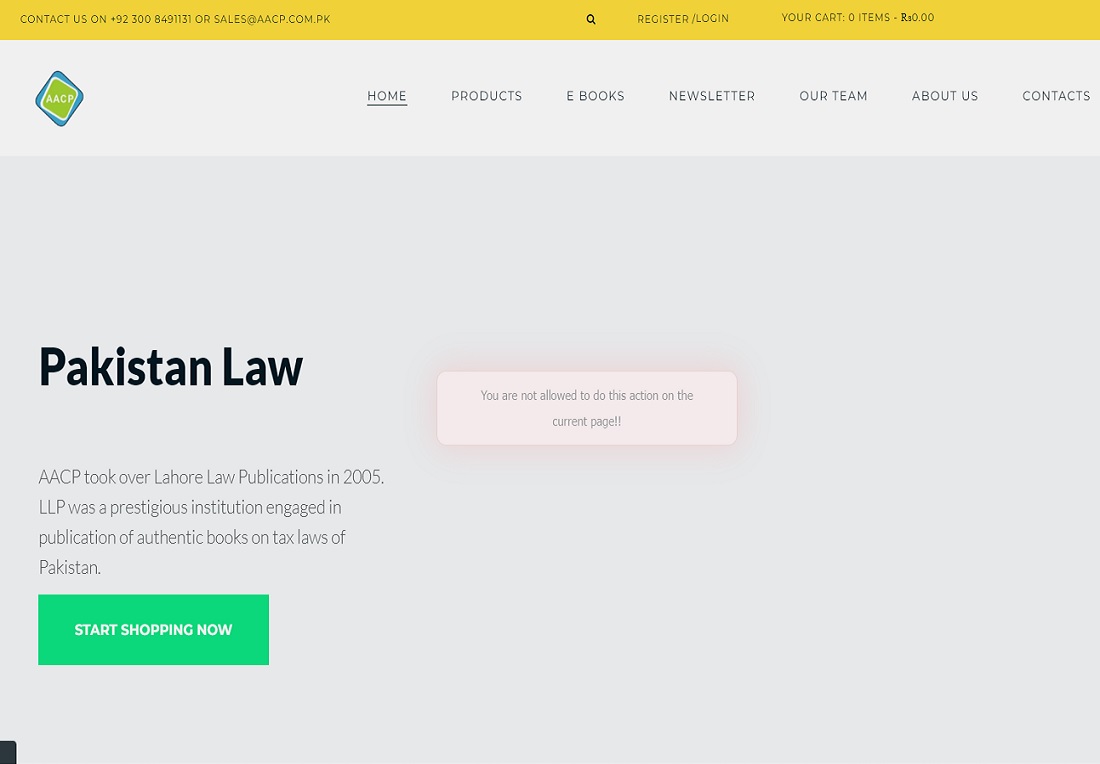 CONTACT US ON +92 300 8491131 OR SALES@AACP.COM.PK
REGISTER /LOGIN
YOUR CART: 0 ITEMS - ₨0.00
AACP
HOME
PRODUCTS
E BOOKS
NEWSLETTER
OUR TEAM
ABOUT US
CONTACTS
Pakistan Law
You are not allowed to do this action on the
current page!!
AACP took over Lahore Law Publications in 2005.
LLP was a prestigious institution engaged in
publication of authentic books on tax laws of
Pakistan.
START SHOPPING NOW